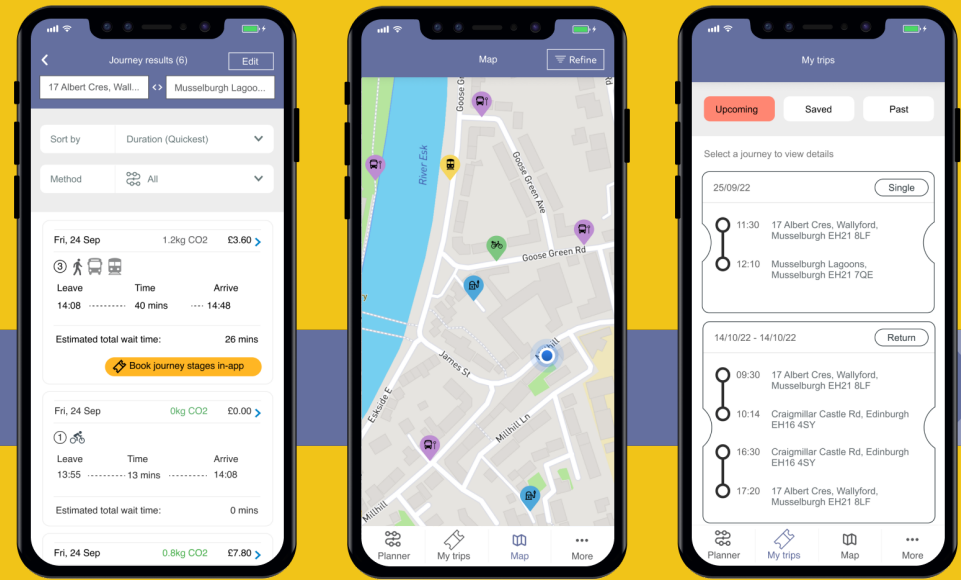 Journey results (6)
Edit
17 Albert Cres, Wall...
<>
Musselburgh Lagoo...
Sort by
Duration (Quickest)
Method
All
Fri, 24 Sep
1.2kg CO2
£3.60
3
Leave
Time
Arrive
14:08
40 mins
14:48
Estimated total wait time:
26 mins
Book journey stages in-app
Fri, 24 Sep
0kg CO2
£0.00
1
Leave
Time
Arrive
13:55
13 mins
14:08
Estimated total wait time:
0 mins
Fri, 24 Sep
0.8kg CO2
£7.80
Map
Refine
River Esk
Goose Green Ave
Goose Green Rd
James St
Eskside E
Millhill
Millhill Ln
Millhill
Planner
My trips
Map
More
My trips
Upcoming
Saved
Past
Select a journey to view details
25/09/22
Single
11:30
17 Albert Cres, Wallyford,
Musselburgh EH21 8LF
12:10
Musselburgh Lagoons,
Musselburgh EH21 7QE
14/10/22 - 14/10/22
Return
09:30
17 Albert Cres, Wallyford,
Musselburgh EH21 8LF
10:14
Craigmillar Castle Rd, Edinburgh
EH16 4SY
16:30
Craigmillar Castle Rd, Edinburgh
EH16 4SY
17:20
17 Albert Cres, Wallyford,
Musselburgh EH21 8LF
Planner
My trips
Map
More